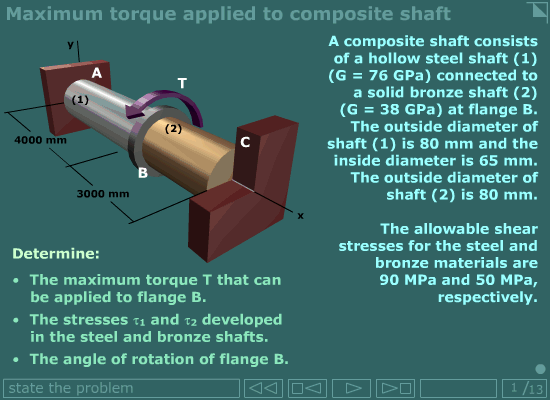 Maximum torque applied to composite shaft
A composite shaft consists
of a hollow steel shaft (1)
(G = 76 GPa) connected to
a solid bronze shaft (2)
(G = 38 GPa) at flange B.
The outside diameter of
shaft (1) is 80 mm and the
inside diameter is 65 mm.
The outside diameter of
shaft (2) is 80 mm.
The allowable shear
stresses for the steel and
bronze materials are
90 MPa and 50 MPa,
respectively.
y
A
T
(1)
(2)
C
4000 mm
B
3000 mm
x
Determine:
• The maximum torque T that can
be applied to flange B.
• The stresses τ1 and τ2 developed
in the steel and bronze shafts.
• The angle of rotation of flange B.
state the problem
1/13